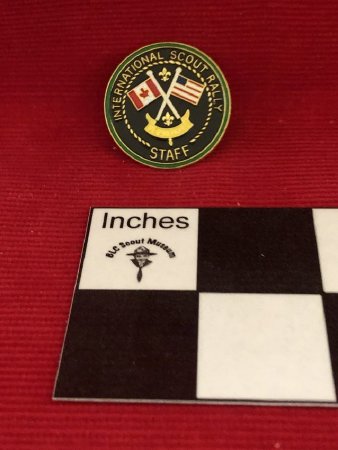 INTERNATIONAL SCOUT RALLY
STAFF
Inches
BLC Scout Museum